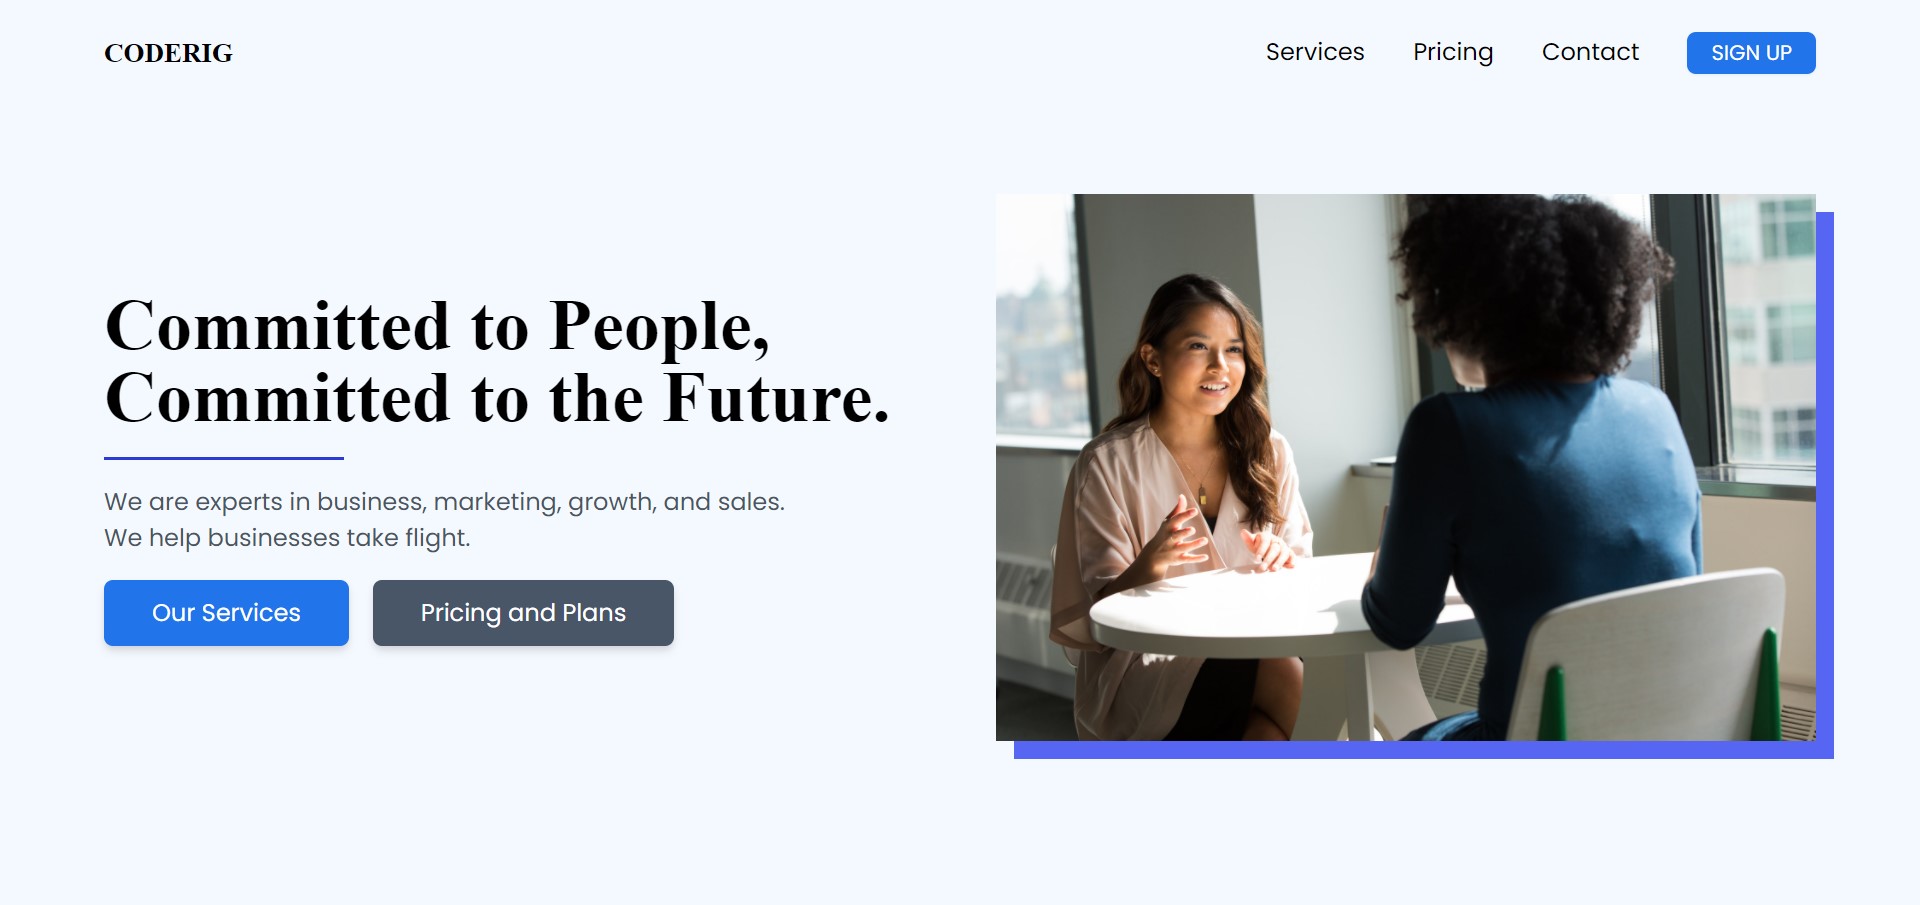 CODERIG
Services
Pricing
Contact
SIGN UP
Committed to People,
Committed to the Future.
We are experts in business, marketing, growth, and sales.
We help businesses take flight.
Our Services
Pricing and Plans